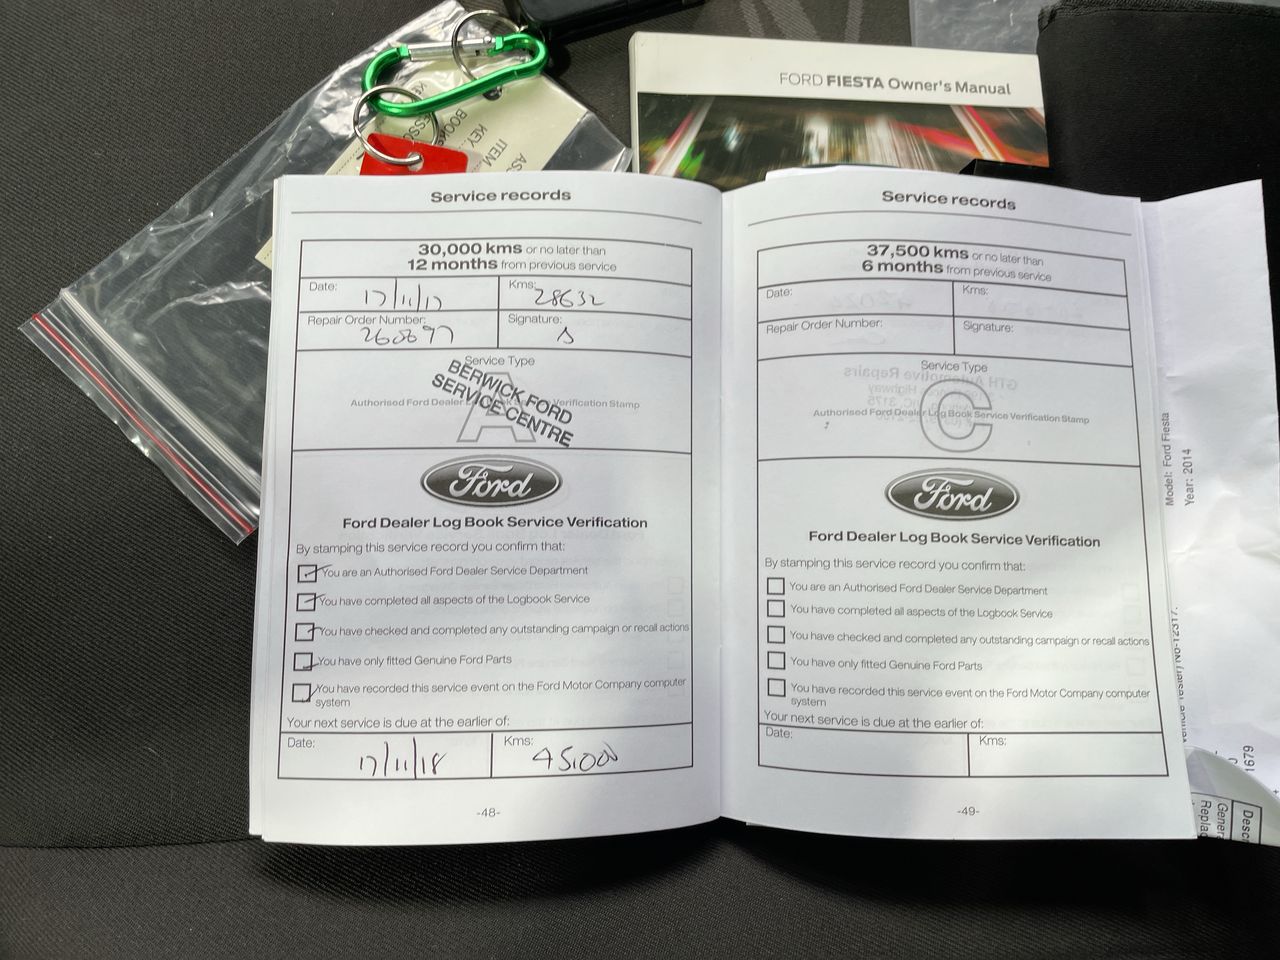 FORD FIESTA Owner's Manual
BOOKS
KEY
ITEM
Service records
30,000 kms or no later than
12 months from previous service
Date: 17/11/17
Kms: 28632
Repair Order Number: 260897
Signature:
Service Type
BERWICK FORD
SERVICE CENTRE
A
Authorised Ford Dealer Log Book Service Verification Stamp
Ford
Ford Dealer Log Book Service Verification
By stamping this service record you confirm that:
You are an Authorised Ford Dealer Service Department
You have completed all aspects of the Logbook Service
You have checked and completed any outstanding campaign or recall actions
You have only fitted Genuine Ford Parts
You have recorded this service event on the Ford Motor Company computer
system
Your next service is due at the earlier of:
Date: 17/11/18
Kms: 45,000
-48-
Service records
37,500 kms or no later than
6 months from previous service
Date:
Kms:
Repair Order Number:
Signature:
Service Type
C
Authorised Ford Dealer Log Book Service Verification Stamp
Ford
Ford Dealer Log Book Service Verification
By stamping this service record you confirm that:
You are an Authorised Ford Dealer Service Department
You have completed all aspects of the Logbook Service
You have checked and completed any outstanding campaign or recall actions
You have only fitted Genuine Ford Parts
You have recorded this service event on the Ford Motor Company computer
system
Your next service is due at the earlier of:
Date:
Kms:
-49-
Model: Ford Fiesta
Year: 2014
1679